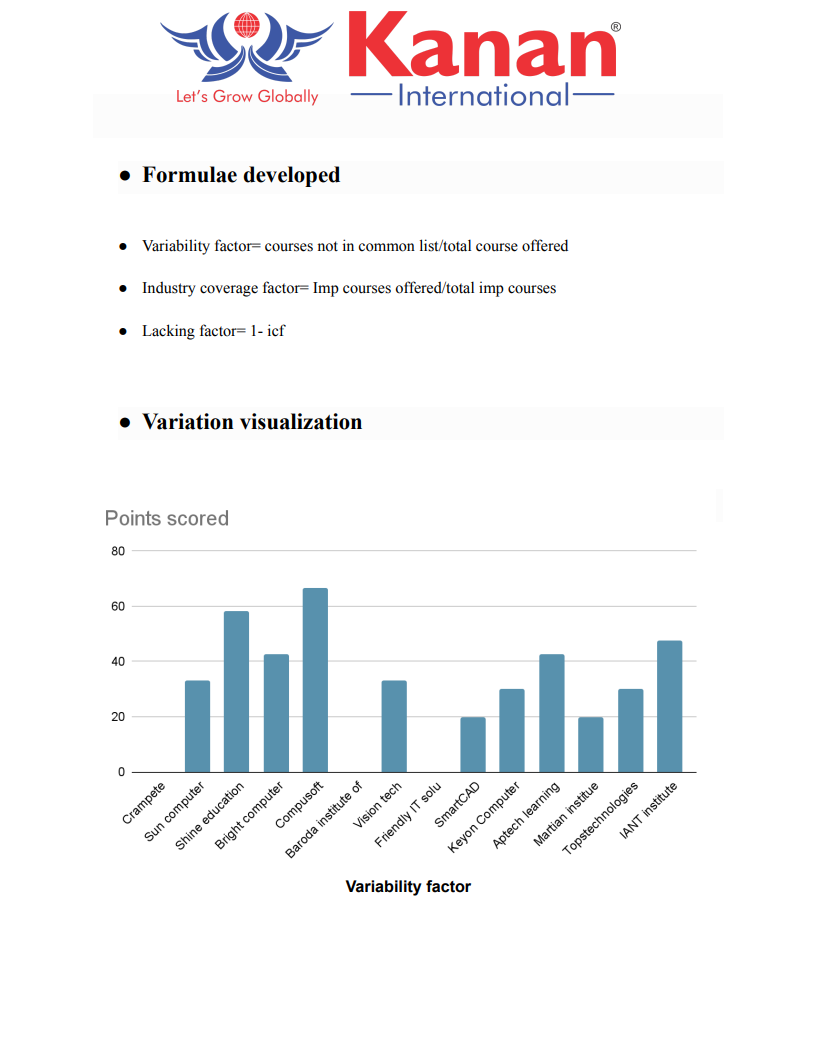 Kanan®
Let's Grow Globally
International
● Formulae developed
● Variability factor= courses not in common list/total course offered
● Industry coverage factor= Imp courses offered/total imp courses
● Lacking factor= 1- icf
● Variation visualization
Points scored
80
60
40
20
0
Crampete
Sun computer
Shine education
Bright computer
Compusoft
Baroda institute of
Vision tech
Friendly IT solu
SmartCAD
Keyon Computer
Aptech learning
Martian institue
Topstechnologies
IANT institute
Variability factor